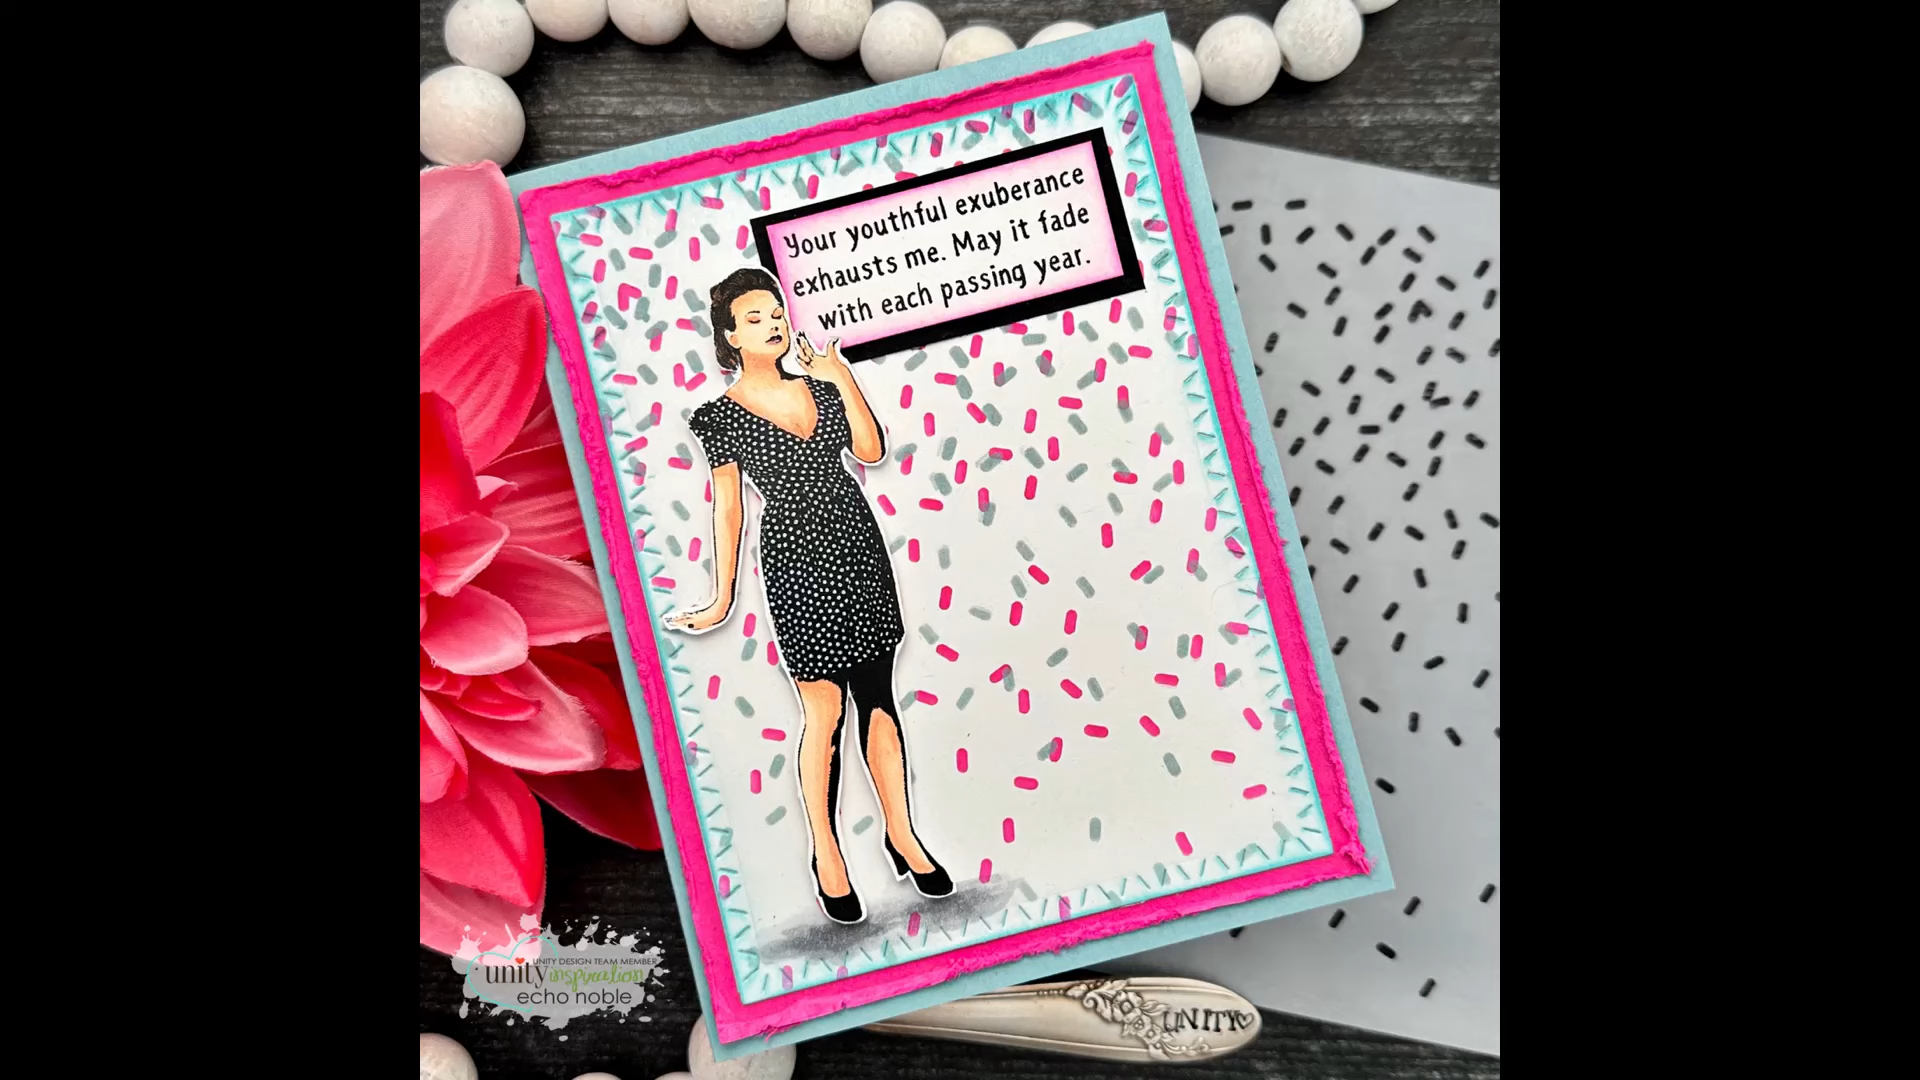 Your youthful exuberance
exhausts me. May it fade
with each passing year.
UNITY DESIGN TEAM MEMBER
unity inspiration
echo noble
UNITY